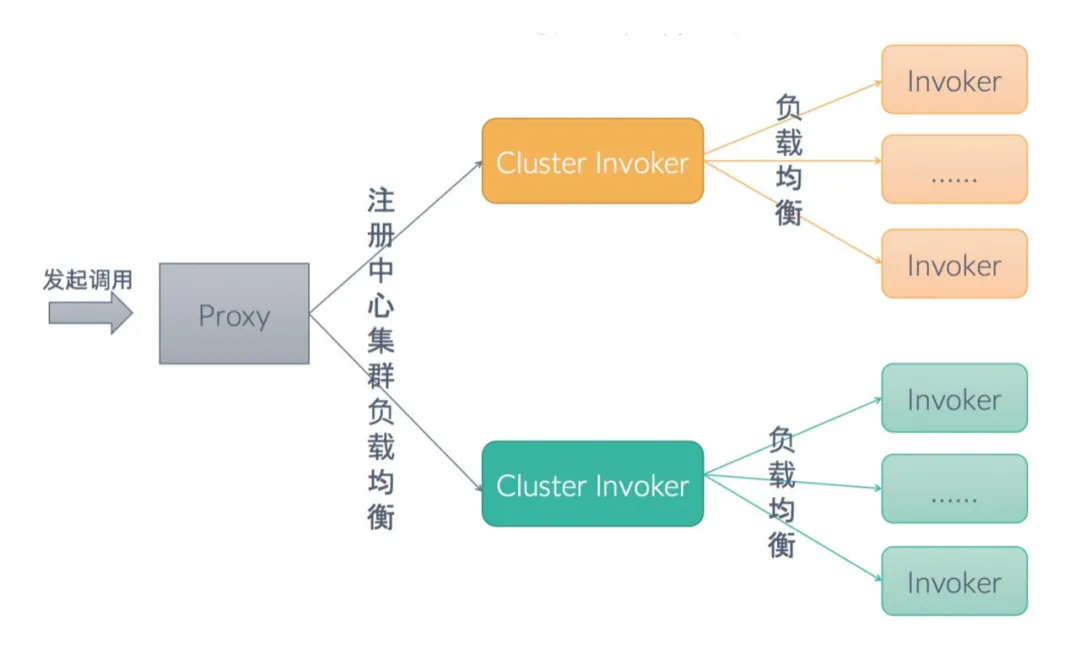 发起调用
Proxy
注册中心集群负载均衡
Cluster Invoker
负载均衡
Invoker
......
Invoker
Cluster Invoker
负载均衡
Invoker
......
Invoker